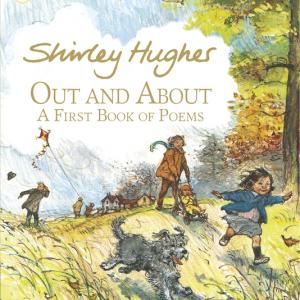 Shirley Hughes
OUT AND ABOUT
A FIRST BOOK OF POEMS